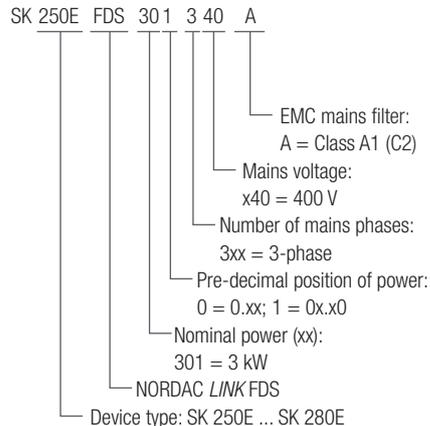 SK 250E FDS 30 1 3 40 A
EMC mains filter:
A = Class A1 (C2)
Mains voltage:
x40 = 400 V
Number of mains phases:
3xx = 3-phase
Pre-decimal position of power:
0 = 0.xx; 1 = 0x.x0
Nominal power (xx):
301 = 3 kW
NORDAC LINK FDS
Device type: SK 250E ... SK 280E